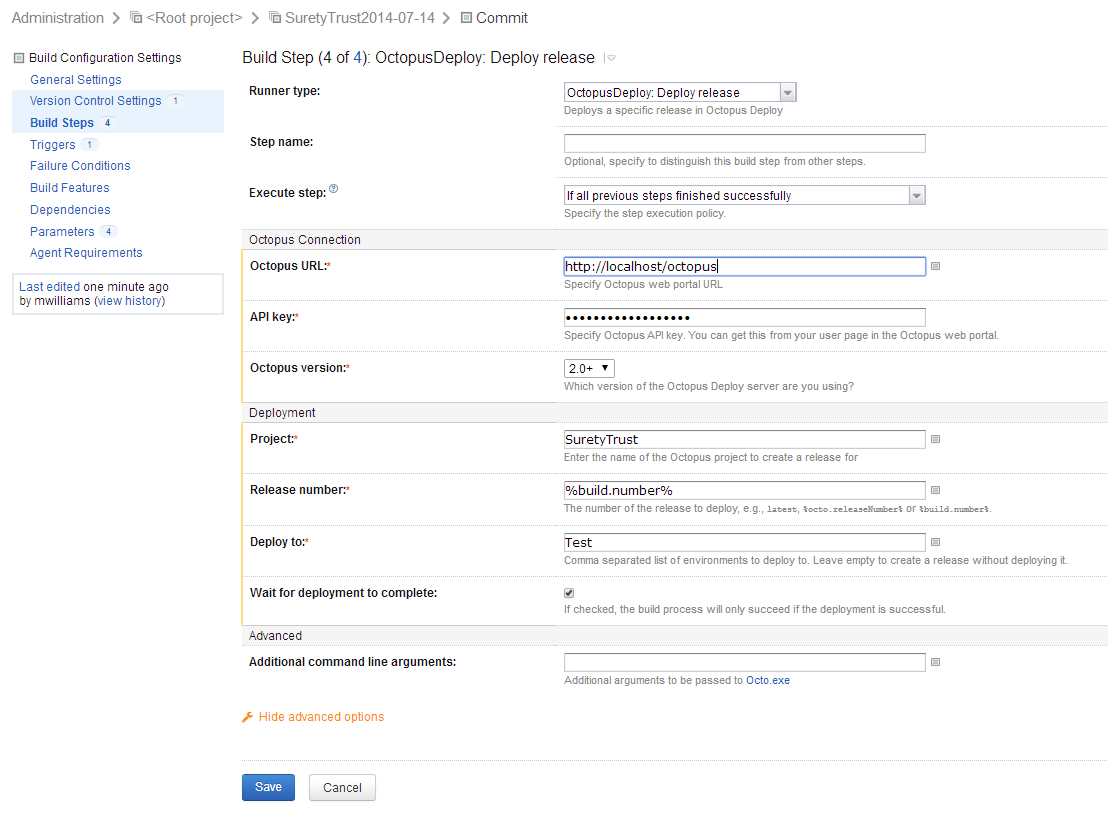 Administration > <Root project> > SuretyTrust2014-07-14 > Commit
Build Configuration Settings
General Settings
Version Control Settings 1
Build Steps 4
Triggers 1
Failure Conditions
Build Features
Dependencies
Parameters 4
Agent Requirements
Last edited one minute ago
by mwilliams (view history)
Build Step (4 of 4): OctopusDeploy: Deploy release
Runner type:
OctopusDeploy: Deploy release
Deploys a specific release in Octopus Deploy
Step name:
Optional, specify to distinguish this build step from other steps.
Execute step: ?
If all previous steps finished successfully
Specify the step execution policy.
Octopus Connection
Octopus URL:*
http://localhost/octopus
Specify Octopus web portal URL
API key:*
••••••••••••••••••
Specify Octopus API key. You can get this from your user page in the Octopus web portal.
Octopus version:*
2.0+
Which version of the Octopus Deploy server are you using?
Deployment
Project:*
SuretyTrust
Enter the name of the Octopus project to create a release for
Release number:*
%build.number%
The number of the release to deploy, e.g., latest, %octo.releaseNumber% or %build.number%.
Deploy to:*
Test
Comma separated list of environments to deploy to. Leave empty to create a release without deploying it.
Wait for deployment to complete:
If checked, the build process will only succeed if the deployment is successful.
Advanced
Additional command line arguments:
Additional arguments to be passed to Octo.exe
Hide advanced options
Save
Cancel